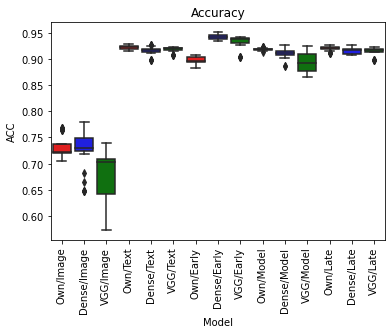 Accuracy
0.95
0.90
0.85
0.80
0.75
0.70
0.65
0.60
ACC
Own/Image
Dense/Image
VGG/Image
Own/Text
Dense/Text
VGG/Text
Own/Early
Dense/Early
VGG/Early
Own/Model
Dense/Model
VGG/Model
Own/Late
Dense/Late
VGG/Late
Model